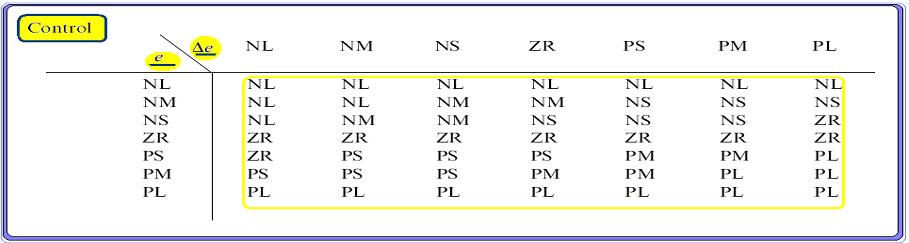 Control
e Δe NL NM NS ZR PS PM PL
NL NL NL NL NL NL NL NL
NM NL NL NM NM NS NS NS
NS NL NM NM NS NS NS ZR
ZR ZR ZR ZR ZR ZR ZR ZR
PS ZR PS PS PS PM PM PL
PM PS PS PS PM PM PL PL
PL PL PL PL PL PL PL PL